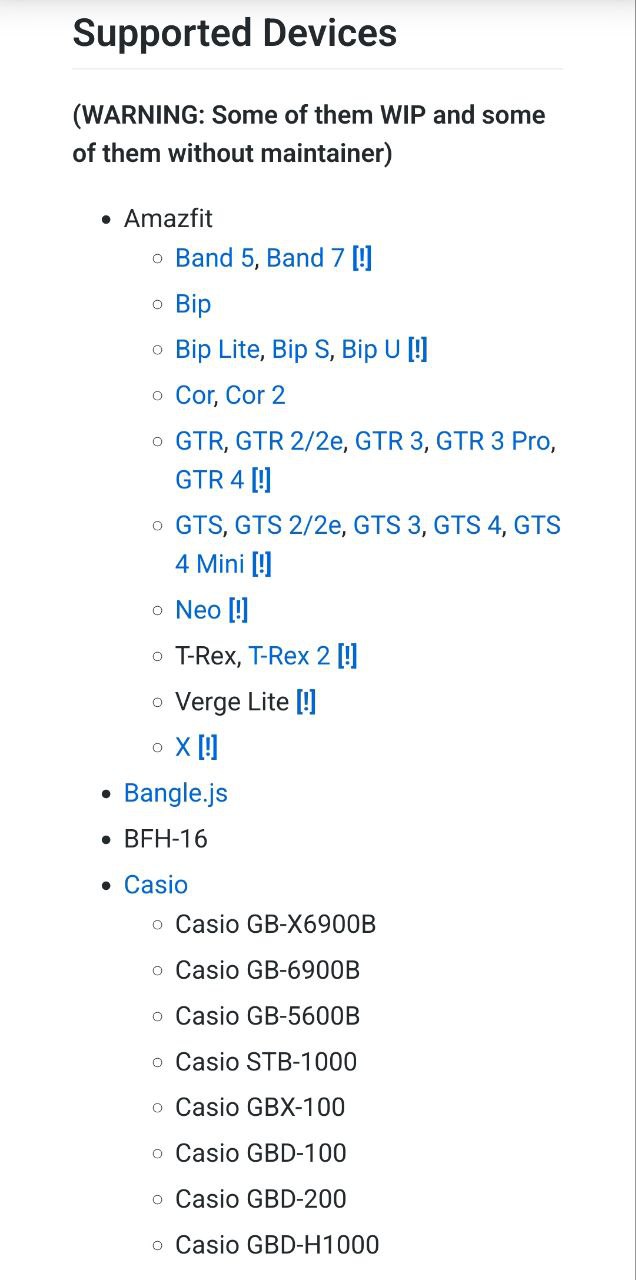 Supported Devices
(WARNING: Some of them WIP and some
of them without maintainer)
Amazfit
Band 5, Band 7 [!]
Bip
Bip Lite, Bip S, Bip U [!]
Cor, Cor 2
GTR, GTR 2/2e, GTR 3, GTR 3 Pro,
GTR 4 [!]
GTS, GTS 2/2e, GTS 3, GTS 4, GTS
4 Mini [!]
Neo [!]
T-Rex, T-Rex 2 [!]
Verge Lite [!]
X [!]
Bangle.js
BFH-16
Casio
Casio GB-X6900B
Casio GB-6900B
Casio GB-5600B
Casio STB-1000
Casio GBX-100
Casio GBD-100
Casio GBD-200
Casio GBD-H1000